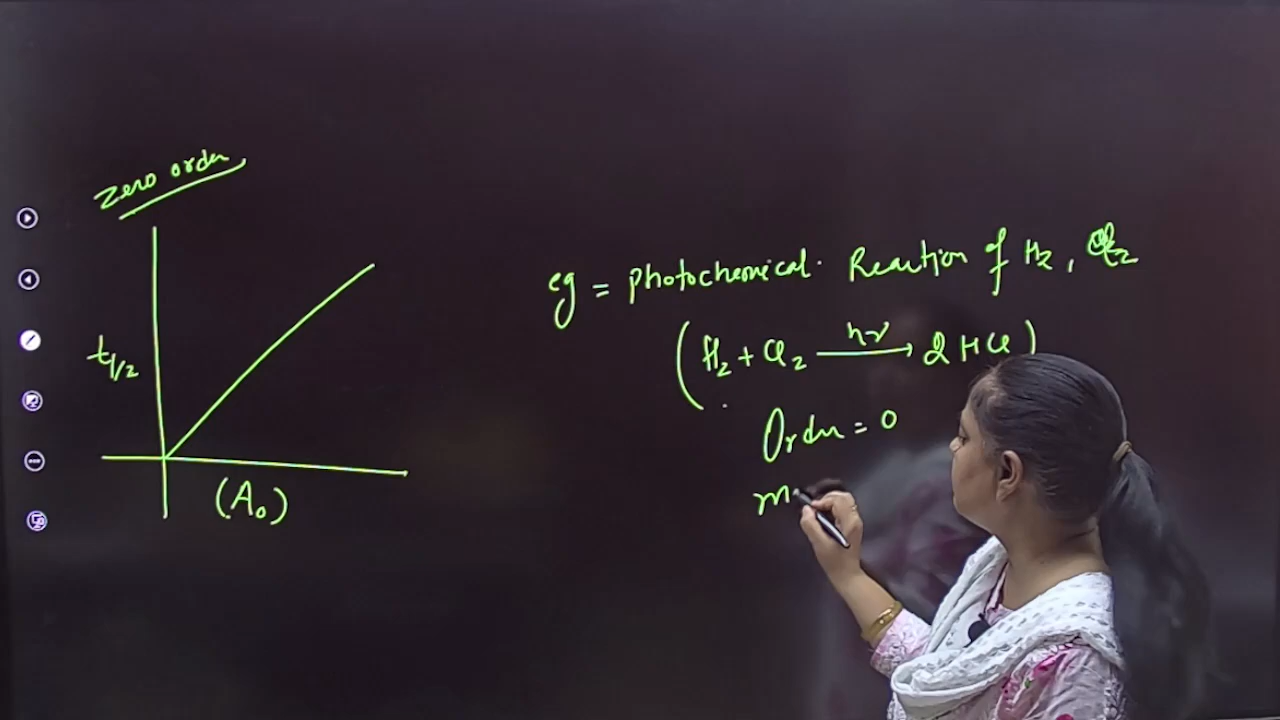 Zero order
t1/2
(A₀)
eg = photochemical. Reaction of H₂, Cl₂
(H₂ + Cl₂ hν → 2HCl)
Order = 0
m